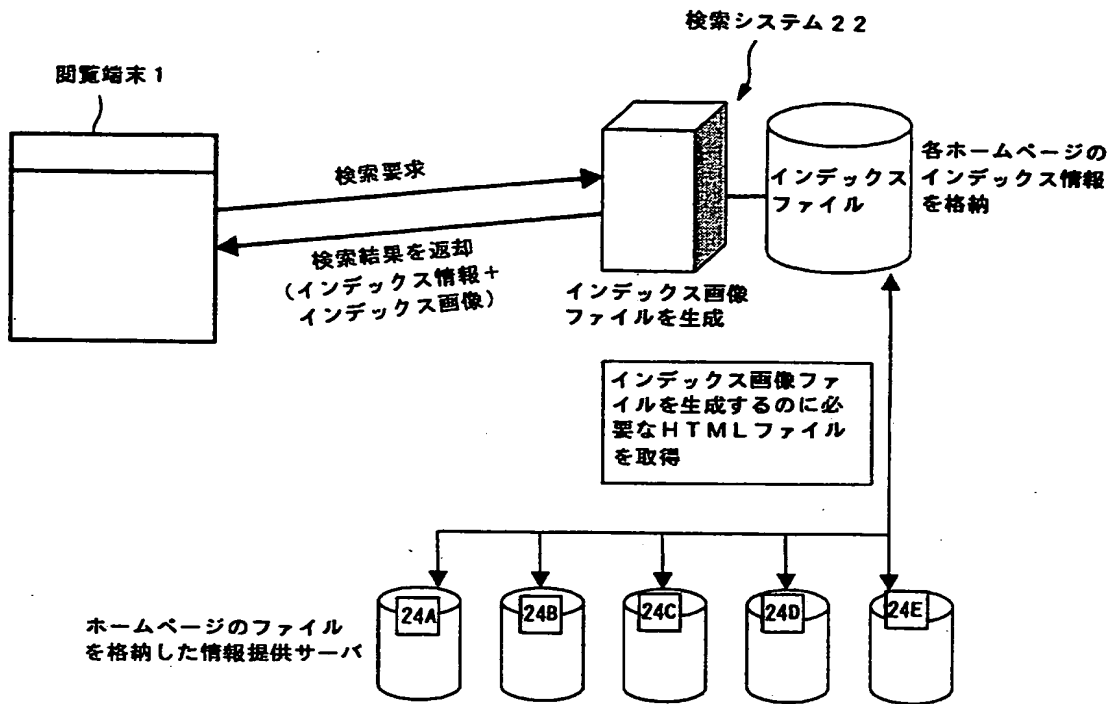 検索システム22
閲覧端末1
検索要求
検索結果を返却
(インデックス情報+
インデックス画像)
インデックス画像
ファイルを生成
インデックス
ファイル
各ホームページの
インデックス情報
を格納
インデックス画像ファ
イルを生成するのに必
要なHTMLファイル
を取得
24A
24B
24C
24D
24E
ホームページのファイル
を格納した情報提供サーバ